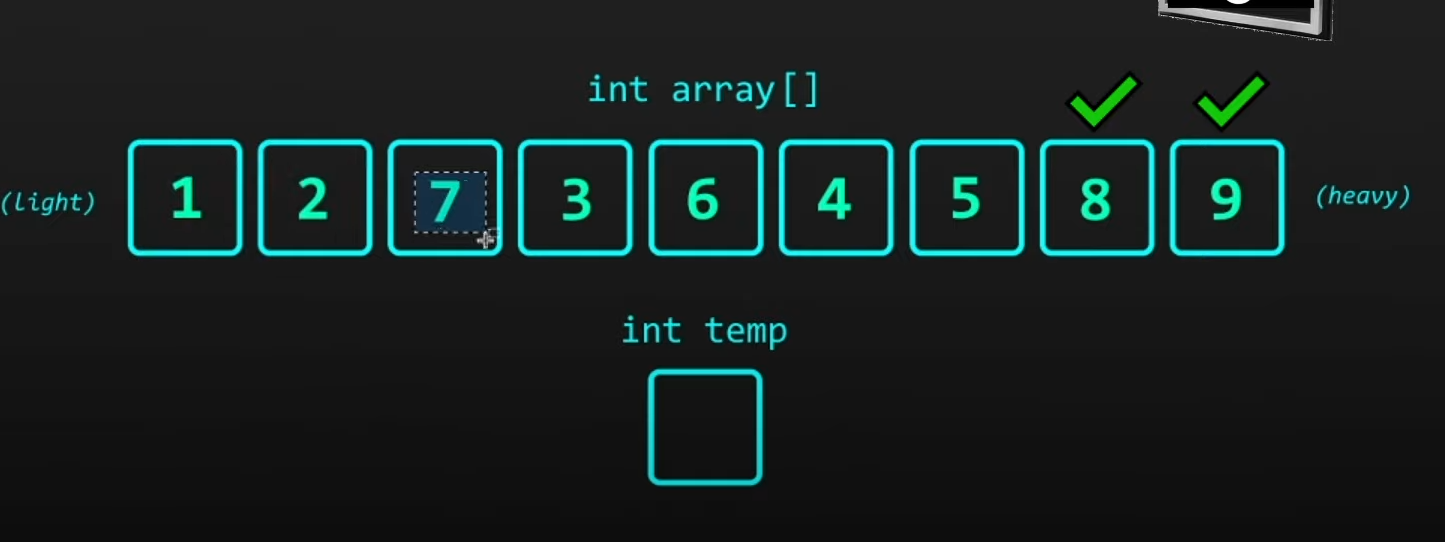 int array[]
(light) 1 2 7 3 6 4 5 8 9 (heavy)
int temp